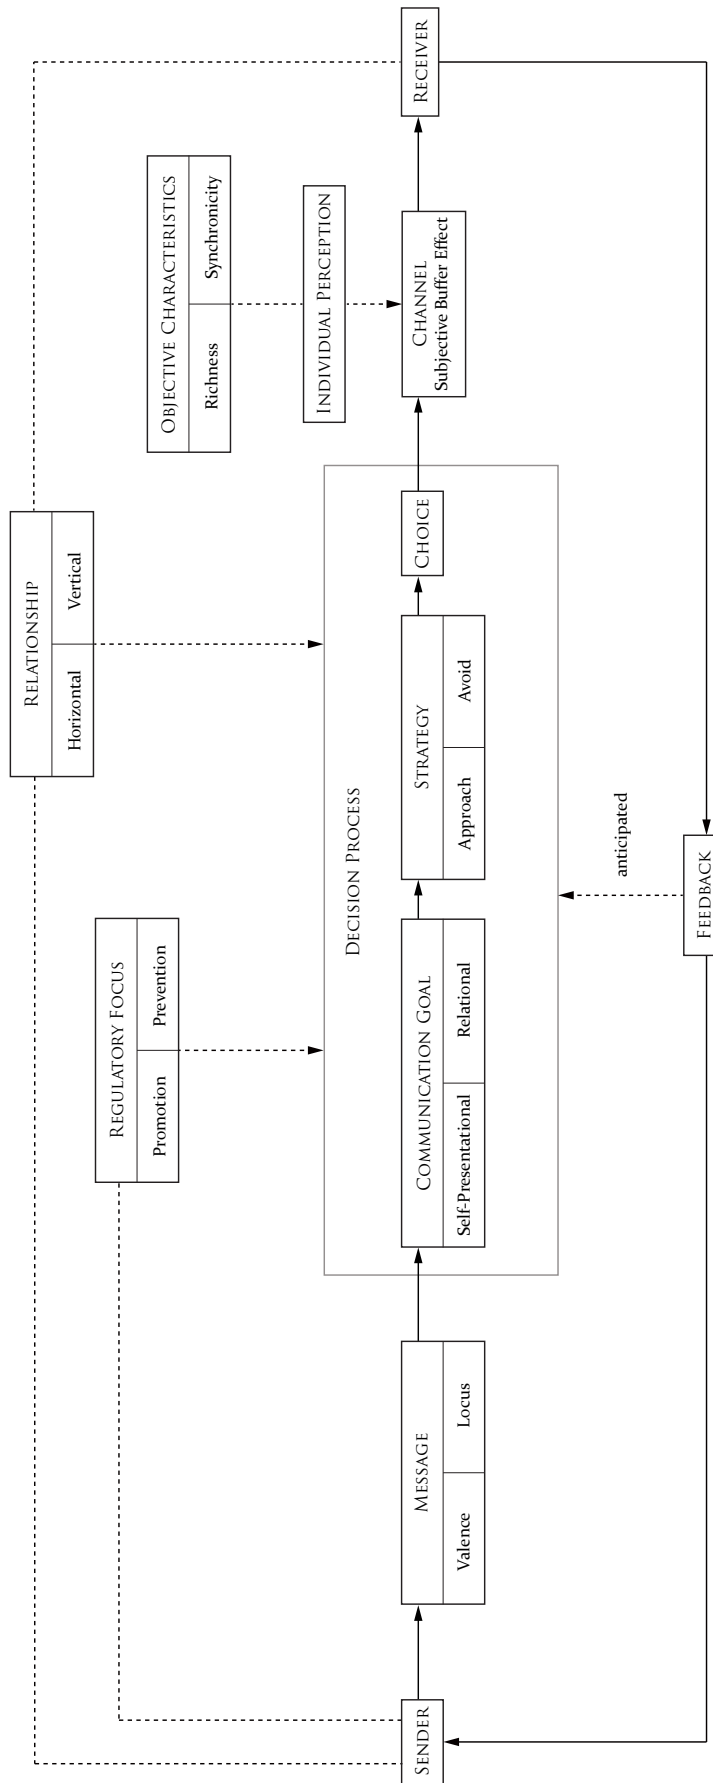 RELATIONSHIP
Horizontal
Vertical
REGULATORY FOCUS
Promotion
Prevention
OBJECTIVE CHARACTERISTICS
Richness
Synchronicity
INDIVIDUAL PERCEPTION
DECISION PROCESS
SENDER
MESSAGE
Valence
Locus
COMMUNICATION GOAL
Self-Presentational
Relational
STRATEGY
Approach
Avoid
CHOICE
CHANNEL
Subjective Buffer Effect
RECEIVER
anticipated
FEEDBACK